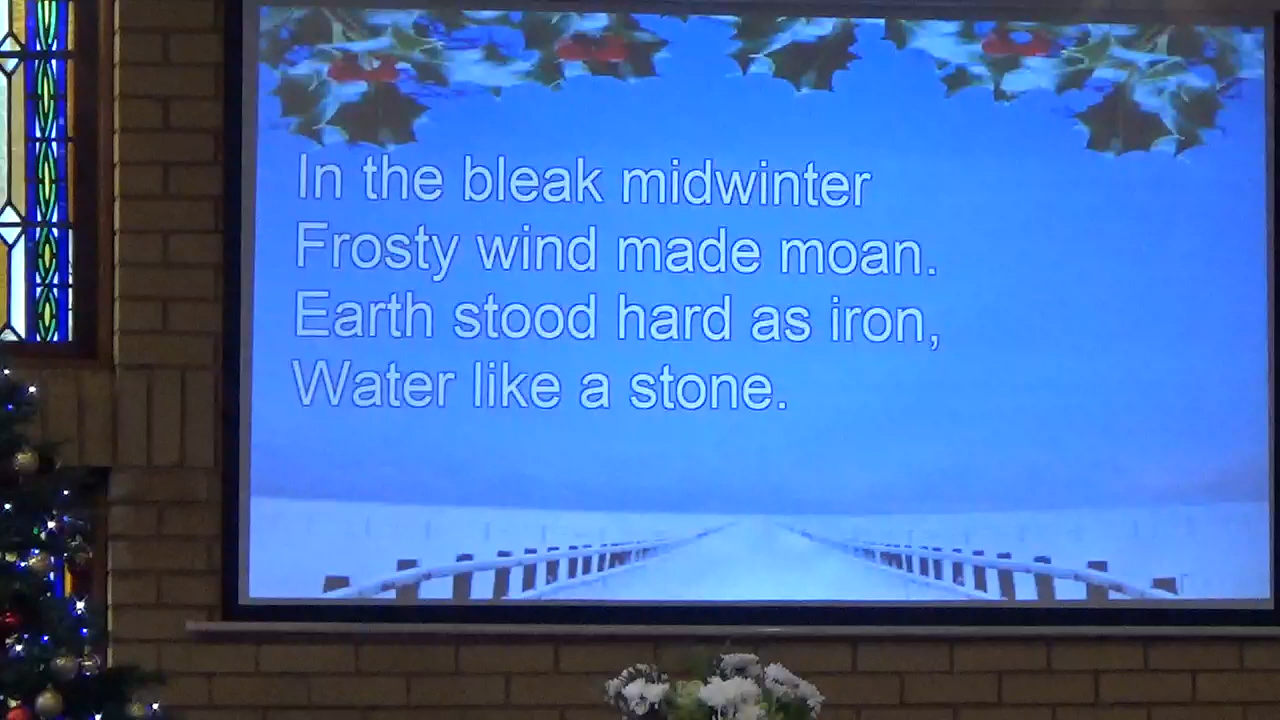 In the bleak midwinter
Frosty wind made moan.
Earth stood hard as iron,
Water like a stone.